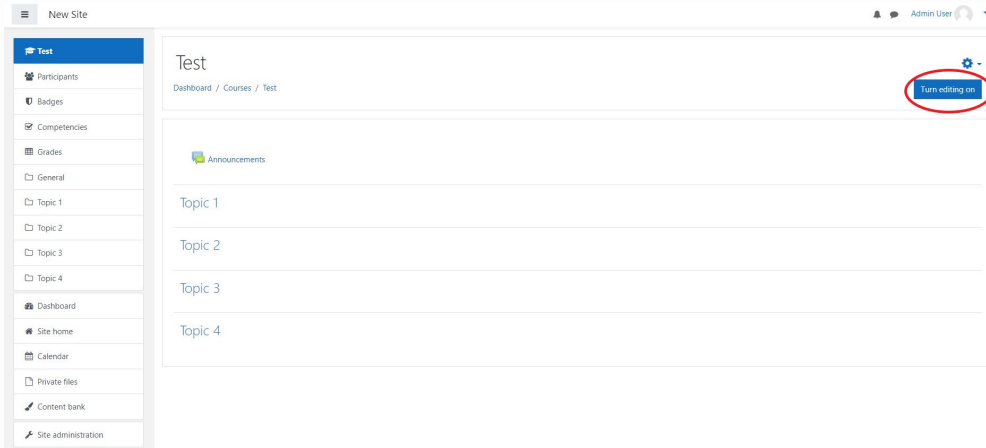 New Site
Admin User
Test
Participants
Badges
Competencies
Grades
General
Topic 1
Topic 2
Topic 3
Topic 4
Dashboard
Site home
Calendar
Private files
Content bank
Site administration
Test
Dashboard / Courses / Test
Turn editing on
Announcements
Topic 1
Topic 2
Topic 3
Topic 4